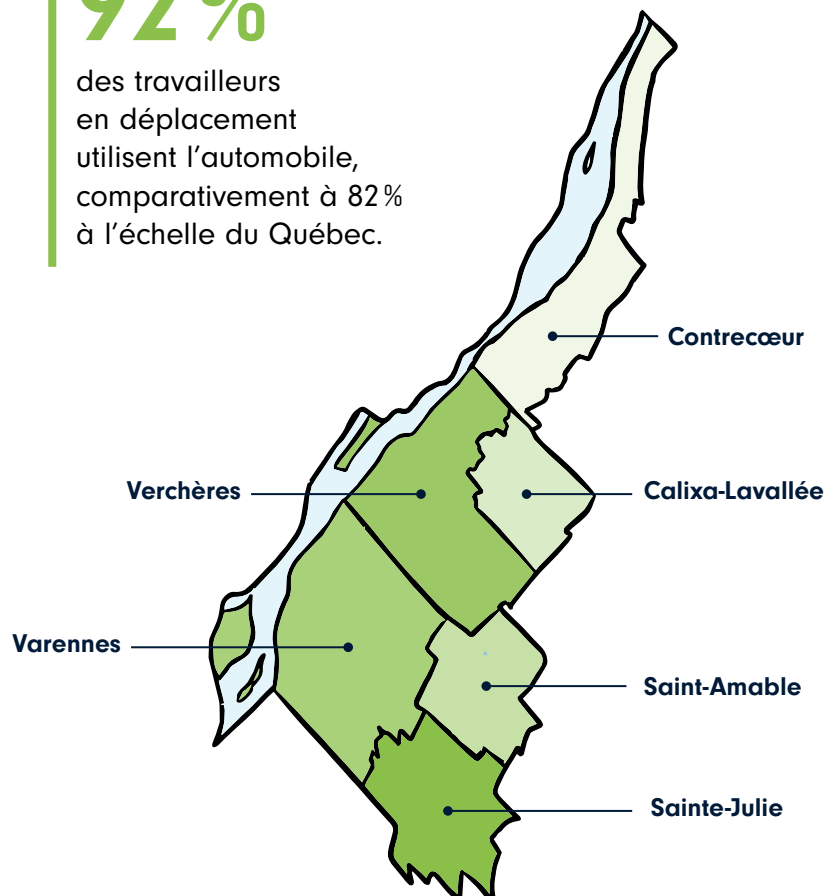 92 %
des travailleurs
en déplacement
utilisent l’automobile,
comparativement à 82 %
à l’échelle du Québec.
Contrecœur
Verchères
Calixa-Lavallée
Varennes
Saint-Amable
Sainte-Julie